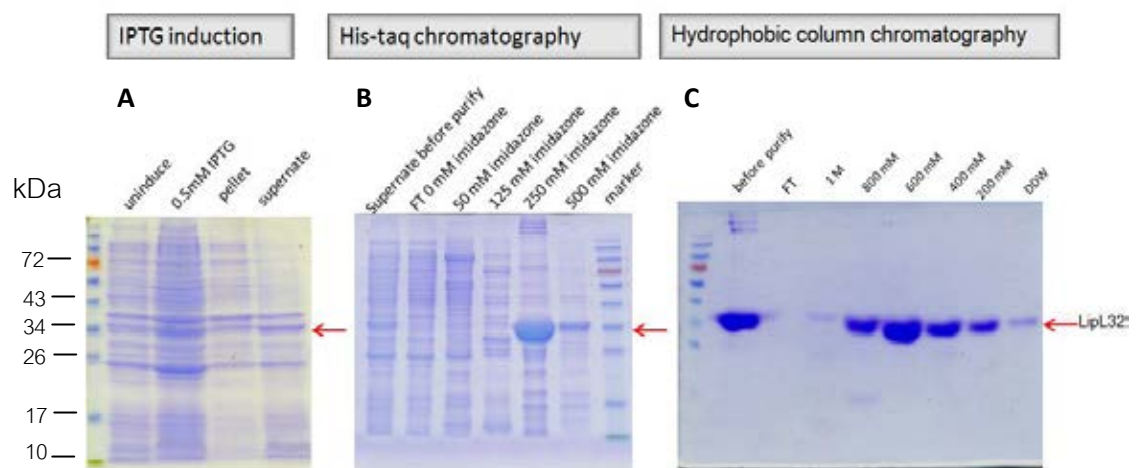 IPTG induction
His-taq chromatography
Hydrophobic column chromatography
A
B
C
kDa
uninduce
0.5mM IPTG
pellet
supernate
Supernate before purify
FT 0 mM imidazone
50 mM imidazone
125 mM imidazone
250 mM imidazone
500 mM imidazone
marker
before purify
FT
1 M
800 mM
600 mM
400 mM
200 mM
DDW
72
43
34
26
17
10